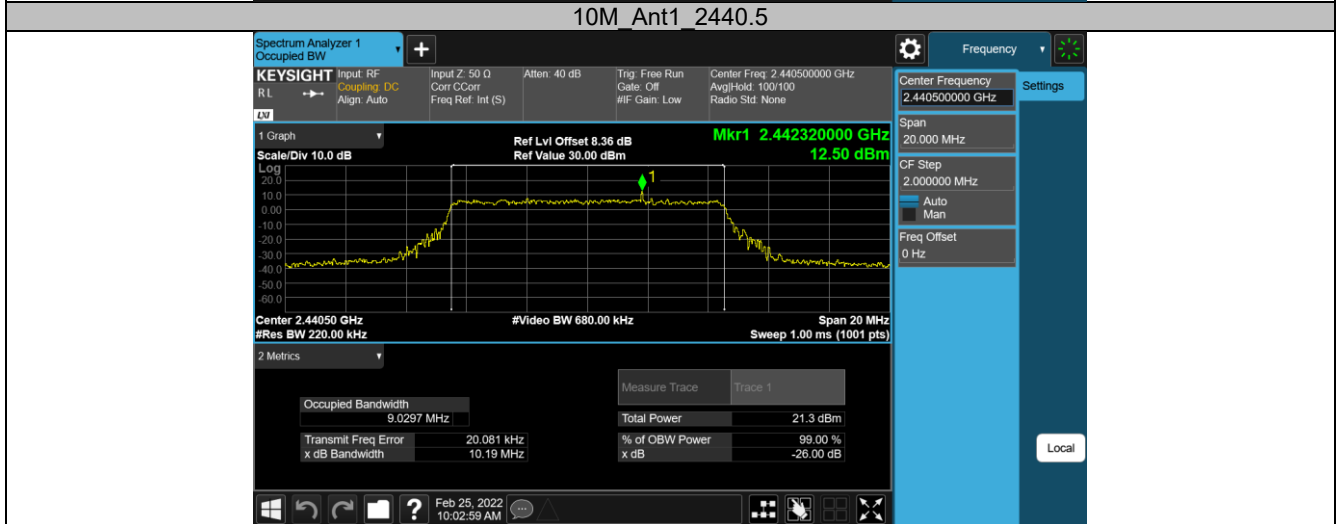 10M_Ant1_2440.5
Spectrum Analyzer 1
Occupied BW
+
Frequency
KEYSIGHT
R L
LXI
Input: RF
Coupling: DC
Align: Auto
Input Z: 50 Ω
Corr CCorr
Freq Ref: Int (S)
Atten: 40 dB
Trig: Free Run
Gate: Off
#IF Gain: Low
Center Freq: 2.440500000 GHz
Avg|Hold: 100/100
Radio Std: None
Center Frequency
2.440500000 GHz
Settings
Span
20.000 MHz
CF Step
2.000000 MHz
Auto
Man
Freq Offset
0 Hz
1 Graph
Scale/Div 10.0 dB
Ref Lvl Offset 8.36 dB
Ref Value 30.00 dBm
Mkr1 2.442320000 GHz
12.50 dBm
Log
20.0
10.0
0.00
-10.0
-20.0
-30.0
-40.0
-50.0
-60.0
1
Center 2.44050 GHz
#Res BW 220.00 kHz
#Video BW 680.00 kHz
Span 20 MHz
Sweep 1.00 ms (1001 pts)
2 Metrics
Measure Trace Trace 1
Occupied Bandwidth
9.0297 MHz
Total Power 21.3 dBm
Transmit Freq Error 20.081 kHz
% of OBW Power 99.00 %
x dB Bandwidth 10.19 MHz
x dB -26.00 dB
Local
?
Feb 25, 2022
10:02:59 AM